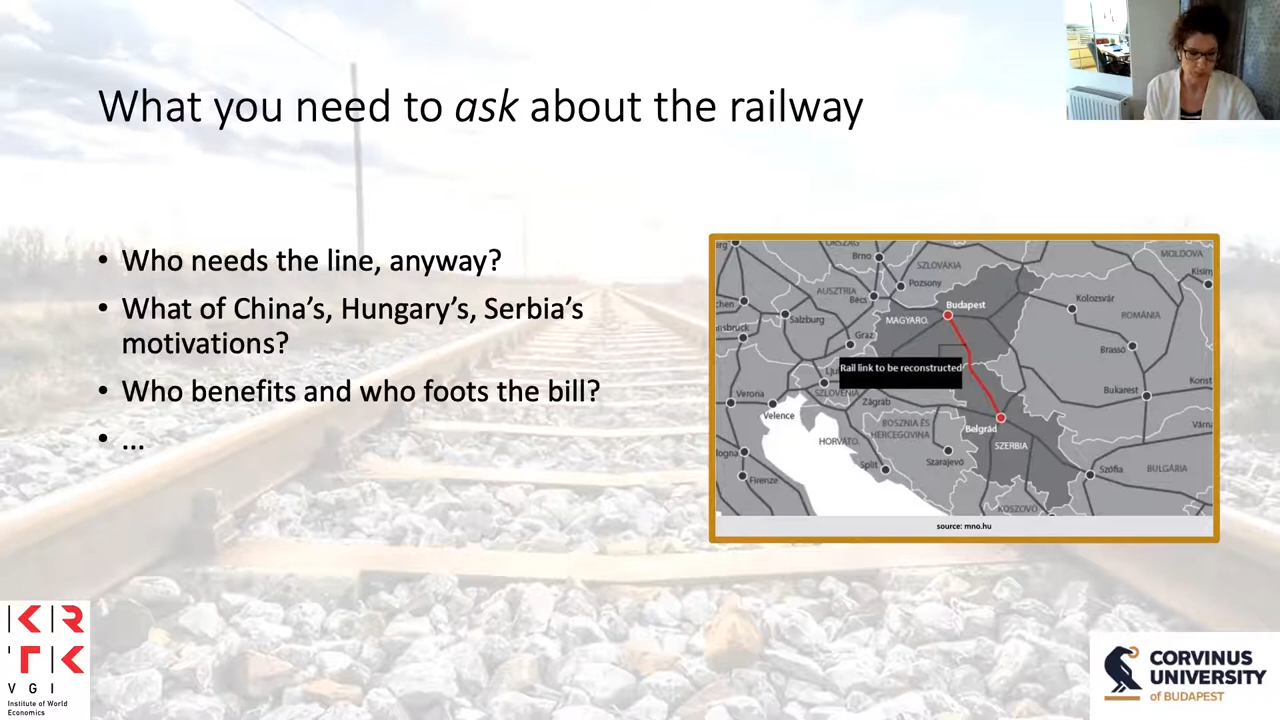 What you need to ask about the railway
• Who needs the line, anyway?
• What of China's, Hungary's, Serbia's
motivations?
• Who benefits and who foots the bill?
• ...
Brno
SZLOVÁKIA
MOLDOVA
AUSZTRIA
Bécs
Pozsony
Budapest
Kolozsvár
Salzburg
MAGYARO.
ROMÁNIA
Graz
Brassó
Rail link to be reconstructed
Verona
SZLOVÉNIA
Zágráb
Bukarest
Velence
Belgrád
BOSZNIA ÉS
HERCEGOVINA
HORVÁTO.
SZERBIA
Split
Szarajevó
Szófia
BULGÁRIA
Firenze
KOSZOVÓ
source: mno.hu
KRTK
VGI
Institute of World
Economics
CORVINUS
UNIVERSITY
of BUDAPEST